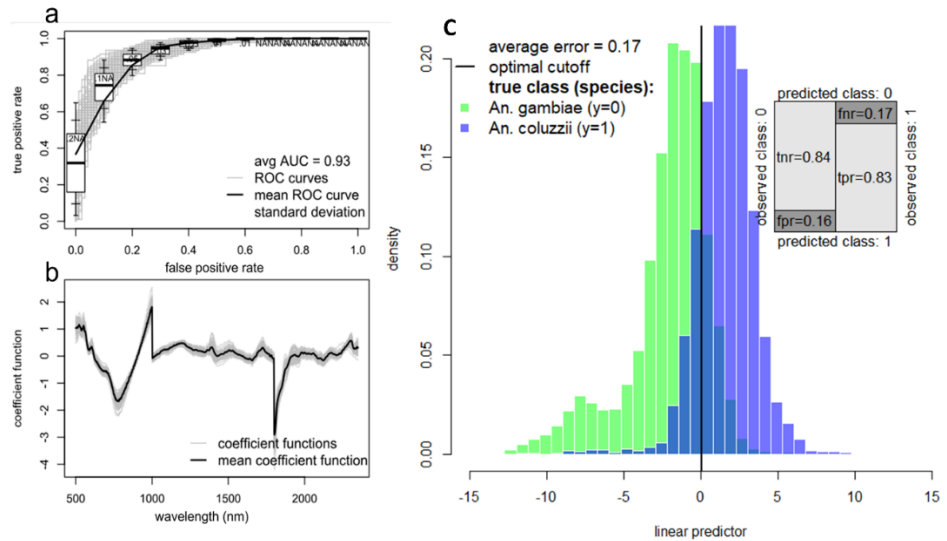 a
true positive rate
0.0
0.2
0.4
0.6
0.8
1.0
2NA
1NA
.01
NANANANANANANANAN
avg AUC = 0.93
ROC curves
mean ROC curve
standard deviation
0.0 0.2 0.4 0.6 0.8 1.0
false positive rate
b
coefficient function
2
1
0
-1
-2
-3
-4
coefficient functions
mean coefficient function
500 1000 1500 2000
wavelength (nm)
c
density
0.20
0.15
0.10
0.05
0.00
average error = 0.17
optimal cutoff
true class (species):
An. gambiae (y=0)
An. coluzzii (y=1)
predicted class: 0
observed class: 0
fnr=0.17
tnr=0.84
tpr=0.83
fpr=0.16
observed class: 1
predicted class: 1
-15 -10 -5 0 5 10 15
linear predictor